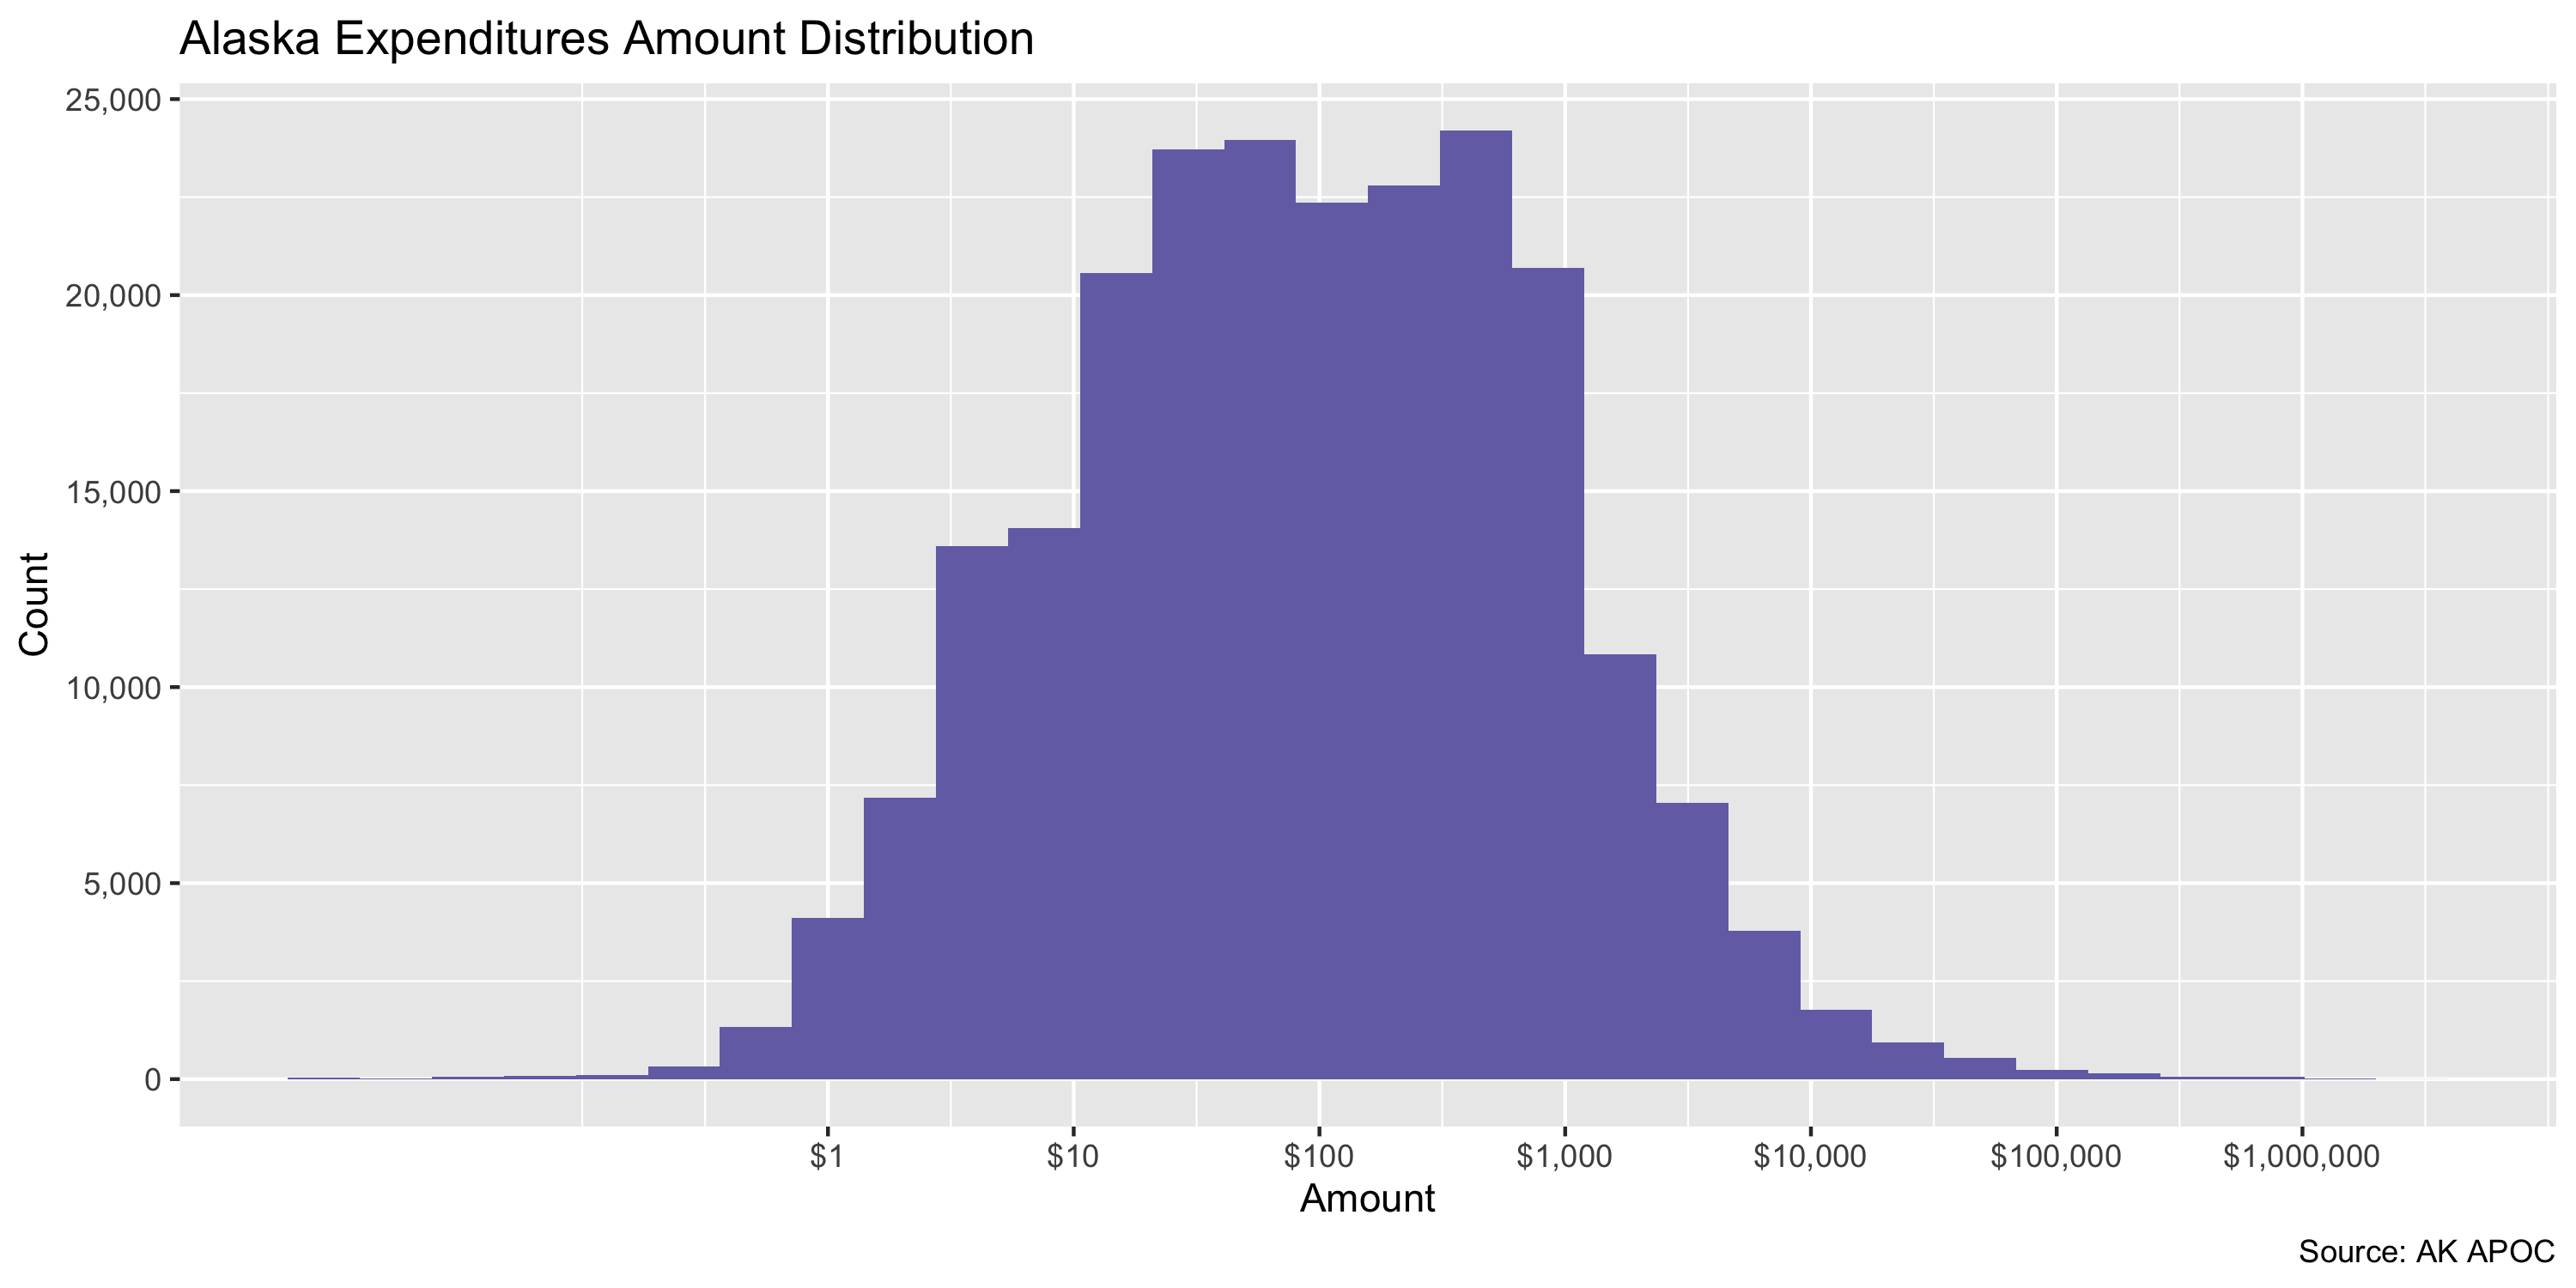 Alaska Expenditures Amount Distribution
25,000
20,000
15,000
10,000
5,000
0
Count
$1 $10 $100 $1,000 $10,000 $100,000 $1,000,000
Amount
Source: AK APOC